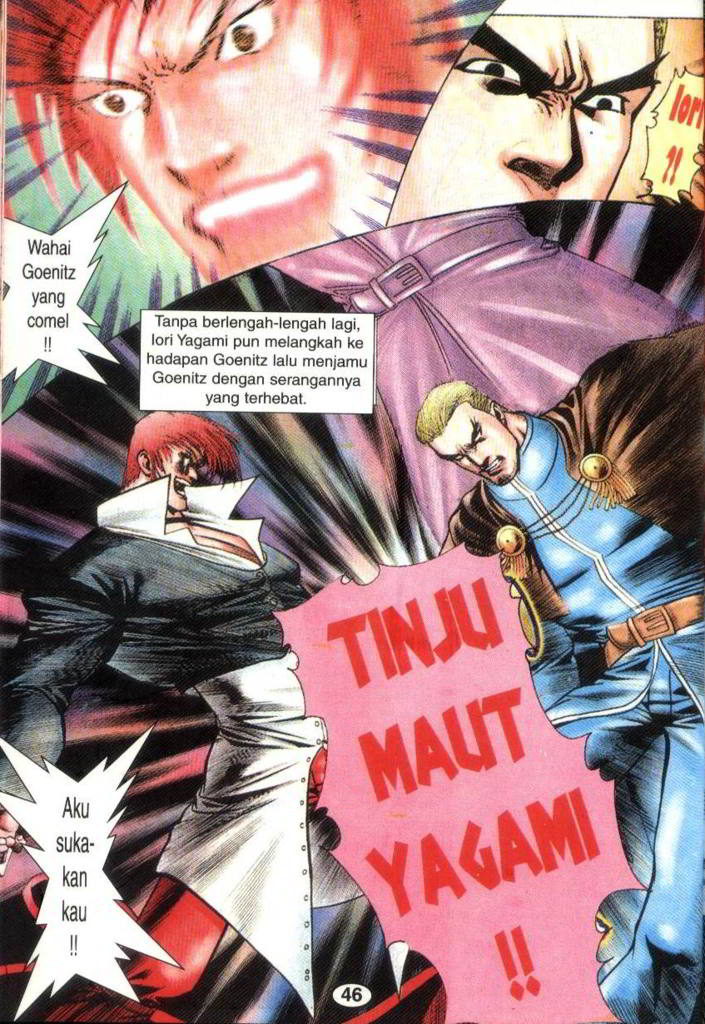 Iori
?!
Wahai
Goenitz
yang
comel
!!
Tanpa berlengah-lengah lagi,
Iori Yagami pun melangkah ke
hadapan Goenitz lalu menjamu
Goenitz dengan serangannya
yang terhebat.
TINJU
MAUT
YAGAMI
!!
Aku
suka-
kan
kau
!!
46